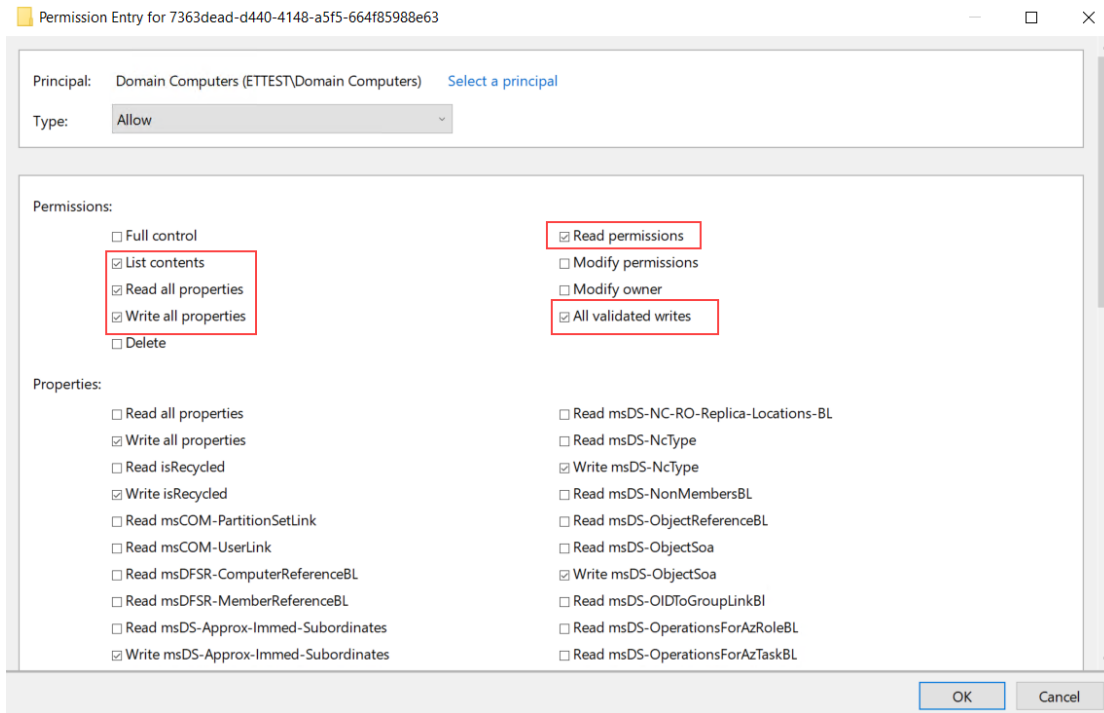 Permission Entry for 7363dead-d440-4148-a5f5-664f85988e63
Principal: Domain Computers (ETTEST\Domain Computers) Select a principal
Type: Allow
Permissions:
Full control
List contents
Read all properties
Write all properties
Delete
Read permissions
Modify permissions
Modify owner
All validated writes
Properties:
Read all properties
Write all properties
Read isRecycled
Write isRecycled
Read msCOM-PartitionSetLink
Read msCOM-UserLink
Read msDFSR-ComputerReferenceBL
Read msDFSR-MemberReferenceBL
Read msDS-Approx-Immed-Subordinates
Write msDS-Approx-Immed-Subordinates
Read msDS-NC-RO-Replica-Locations-BL
Read msDS-NcType
Write msDS-NcType
Read msDS-NonMembersBL
Read msDS-ObjectReferenceBL
Read msDS-ObjectSoa
Write msDS-ObjectSoa
Read msDS-OIDToGroupLinkBl
Read msDS-OperationsForAzRoleBL
Read msDS-OperationsForAzTaskBL
OK Cancel